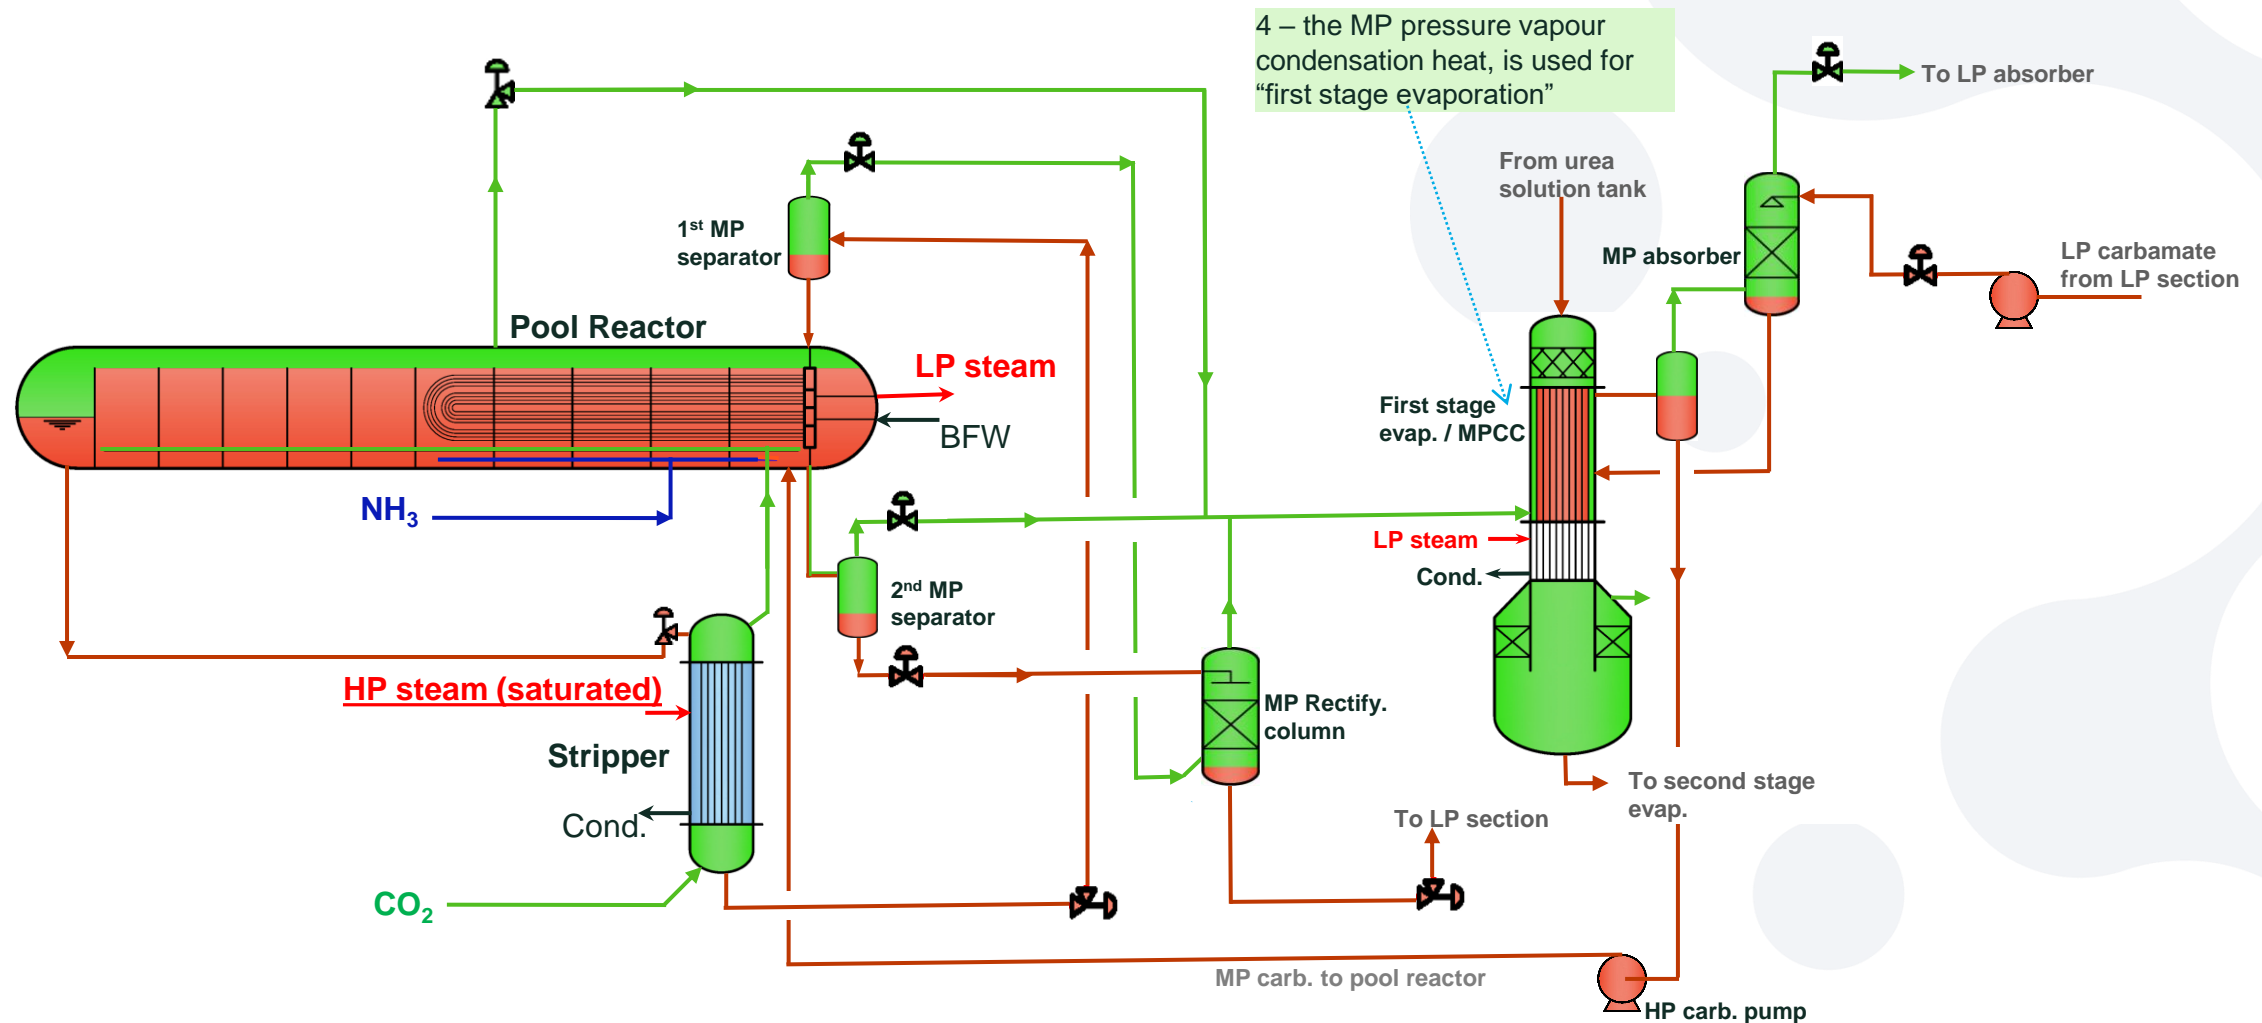 4 – the MP pressure vapour
condensation heat, is used for
“first stage evaporation”
To LP absorber
From urea
solution tank
1st MP
separator
MP absorber
LP carbamate
from LP section
Pool Reactor
LP steam
BFW
First stage
evap. / MPCC
NH3
LP steam
Cond.
2nd MP
separator
HP steam (saturated)
MP Rectify.
column
Stripper
To second stage
evap.
Cond.
To LP section
CO2
MP carb. to pool reactor
HP carb. pump